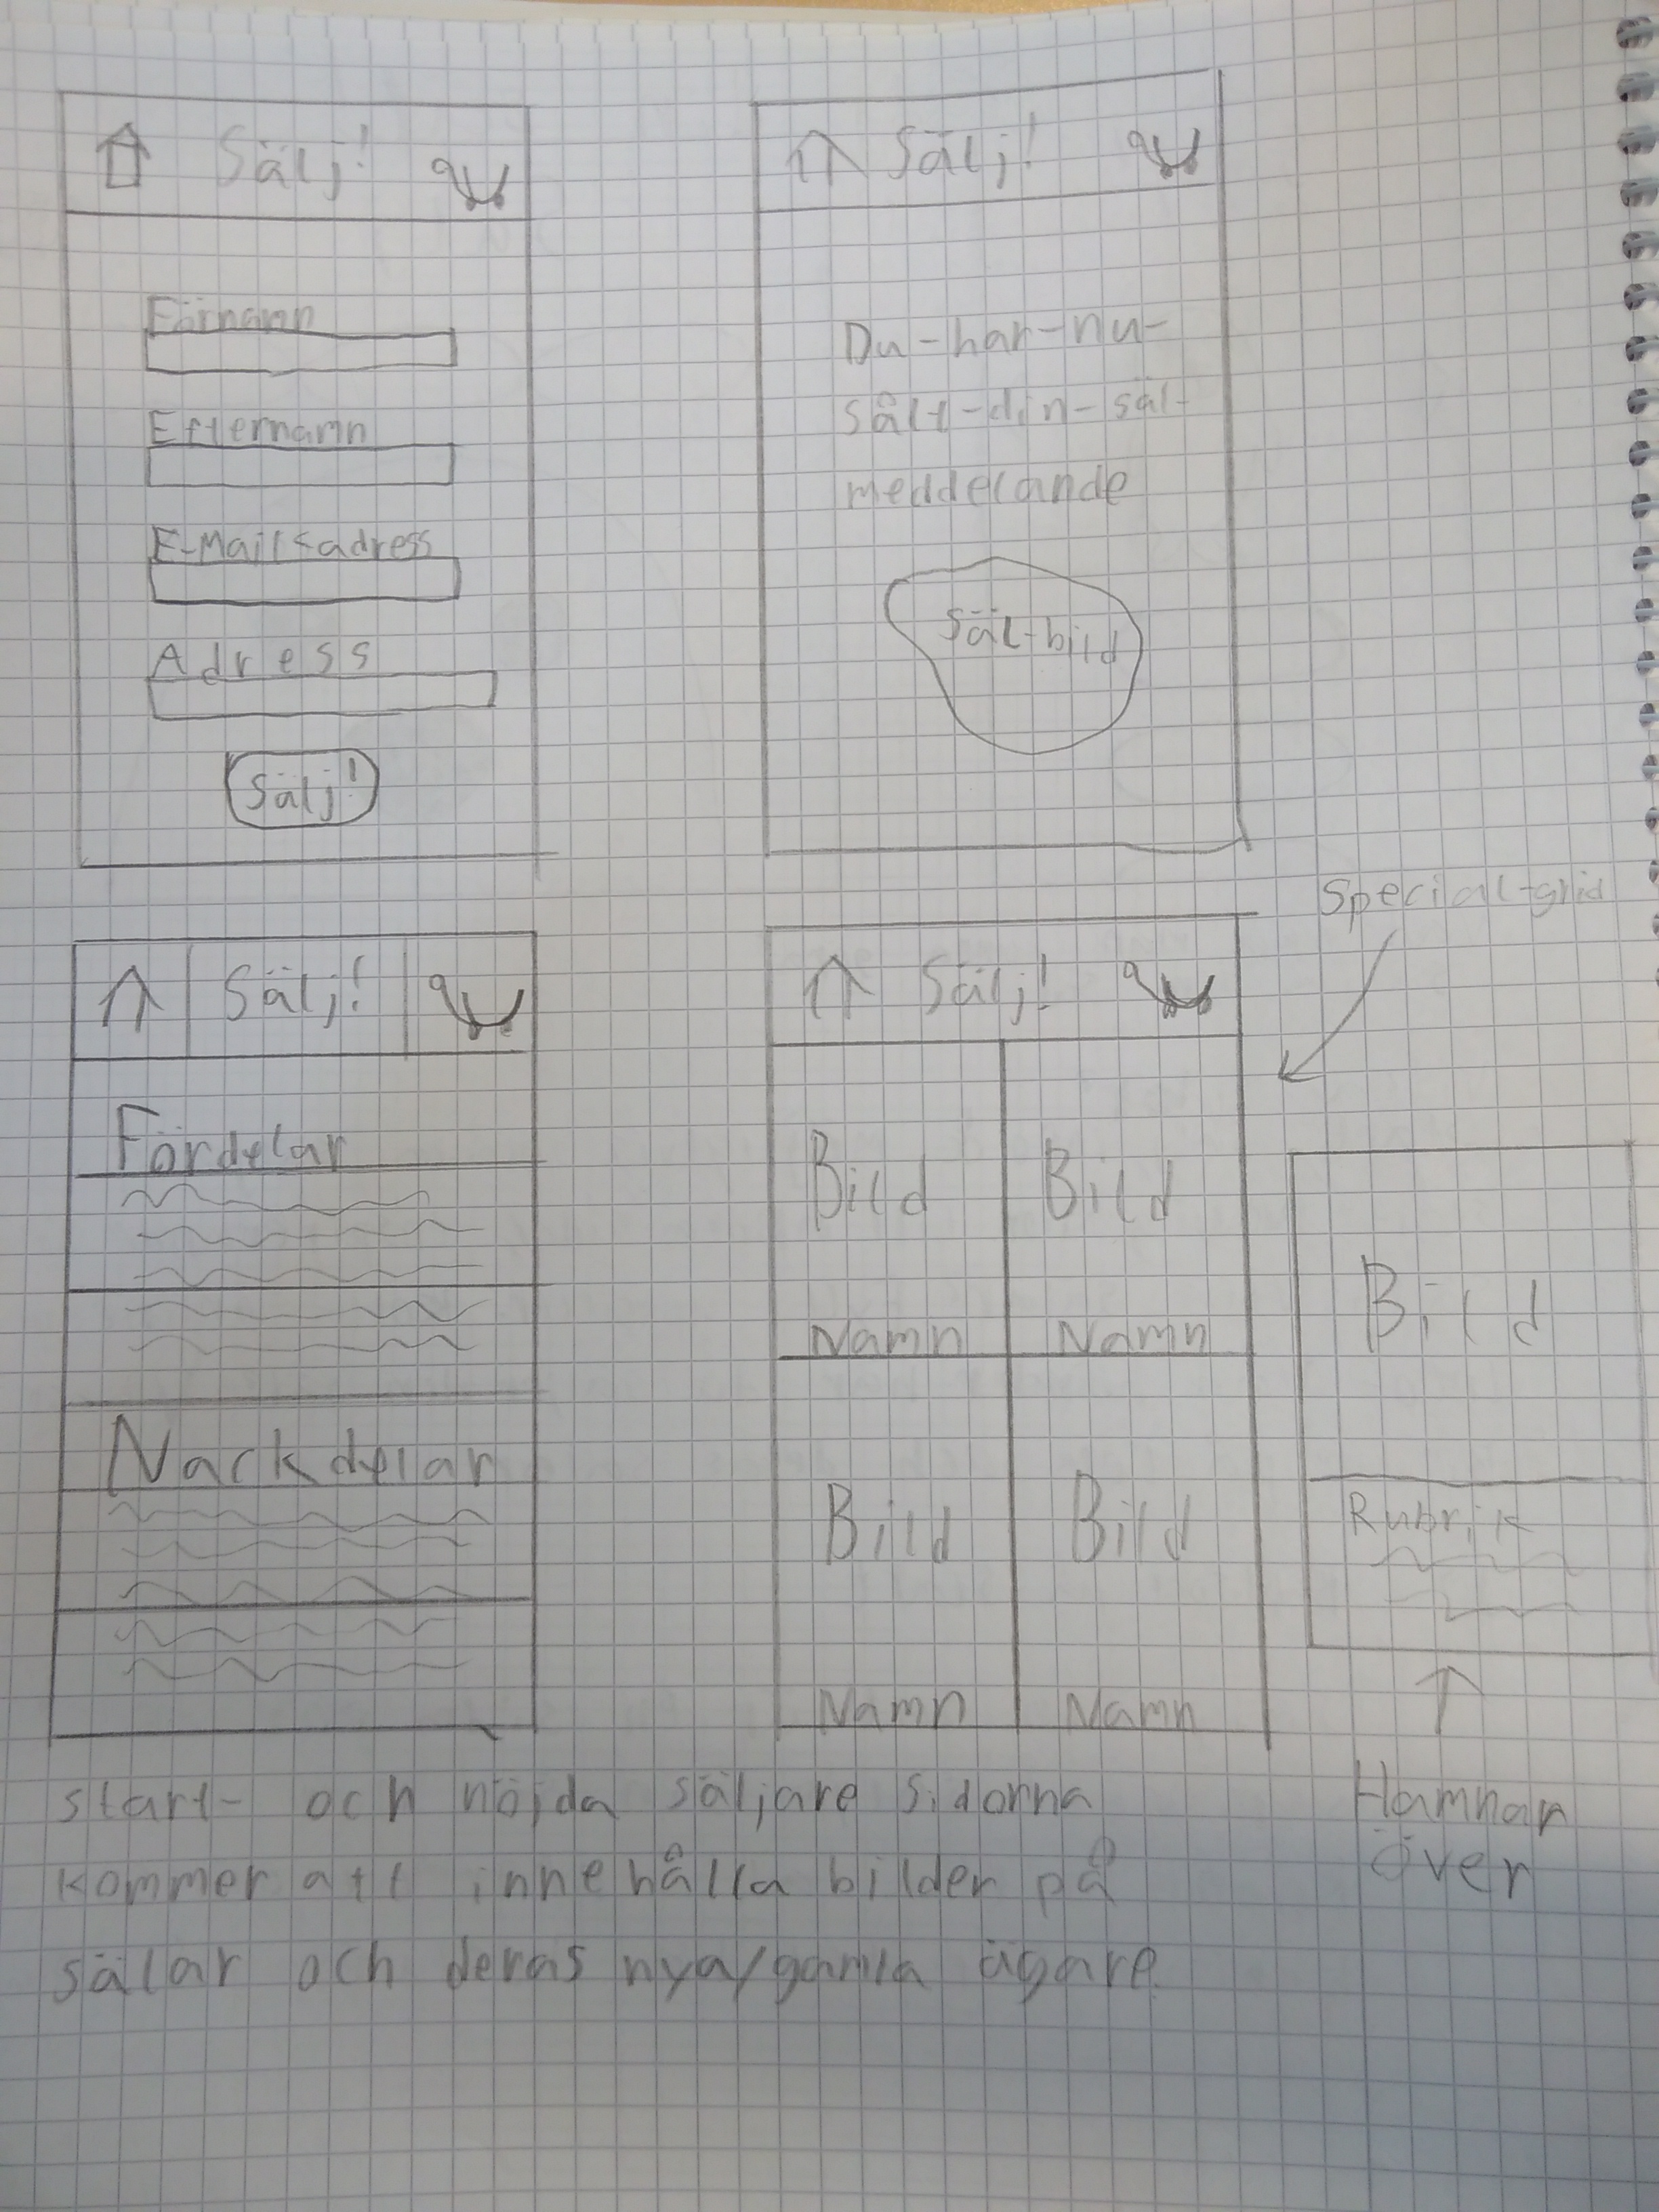 Sälj!
Förnamn
Efternamn
E-Mailsadress
Adress
Sälj!
Sälj!
Du-har-nu-
sålt-din-säl-
meddelande
Säl-bild
Sälj!
Fördelar
Nackdelar
Special-grid
Sälj!
Bild Bild
Namn Namn
Bild Bild
Namn Namn
Bild
Rubrik
Hamnar
över
start- och nöjda säljare sidorna
kommer att innehålla bilder på
sälar och deras nya/gamla ägare.